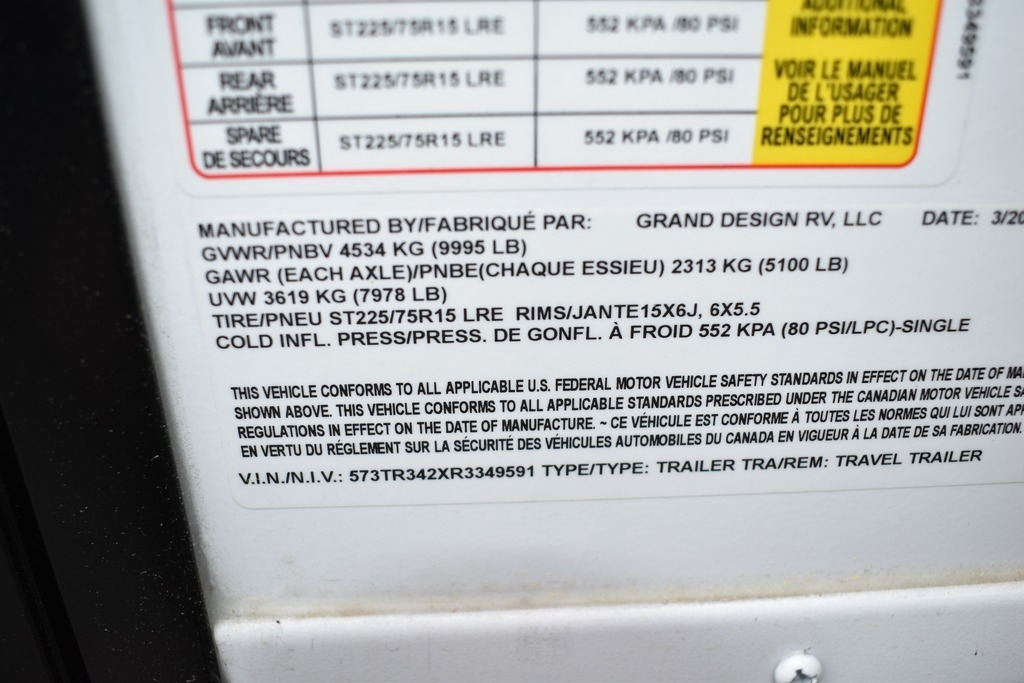 ADDITIONAL
INFORMATION
FRONT ST225/75R15 LRE 552 KPA /80 PSI
AVANT
REAR ST225/75R15 LRE 552 KPA /80 PSI
ARRIÈRE
SPARE ST225/75R15 LRE 552 KPA /80 PSI
DE SECOURS
VOIR LE MANUEL
DE L'USAGER
POUR PLUS DE
RENSEIGNEMENTS
3349591
MANUFACTURED BY/FABRIQUÉ PAR: GRAND DESIGN RV, LLC DATE: 3/20
GVWR/PNBV 4534 KG (9995 LB)
GAWR (EACH AXLE)/PNBE(CHAQUE ESSIEU) 2313 KG (5100 LB)
UVW 3619 KG (7978 LB)
TIRE/PNEU ST225/75R15 LRE RIMS/JANTE15X6J, 6X5.5
COLD INFL. PRESS/PRESS. DE GONFL. À FROID 552 KPA (80 PSI/LPC)-SINGLE
THIS VEHICLE CONFORMS TO ALL APPLICABLE U.S. FEDERAL MOTOR VEHICLE SAFETY STANDARDS IN EFFECT ON THE DATE OF
SHOWN ABOVE. THIS VEHICLE CONFORMS TO ALL APPLICABLE STANDARDS PRESCRIBED UNDER THE CANADIAN MOTOR VEHICLE
REGULATIONS IN EFFECT ON THE DATE OF MANUFACTURE. ~ CE VÉHICULE EST CONFORME À TOUTES LES NORMES QUI LUI SONT
EN VERTU DU RÉGLEMENT SUR LA SÉCURITÉ DES VÉHICULES AUTOMOBILES DU CANADA EN VIGUEUR À LA DATE DE SA FABRICATION.
V.I.N./N.I.V.: 573TR342XR3349591 TYPE/TYPE: TRAILER TRA/REM: TRAVEL TRAILER